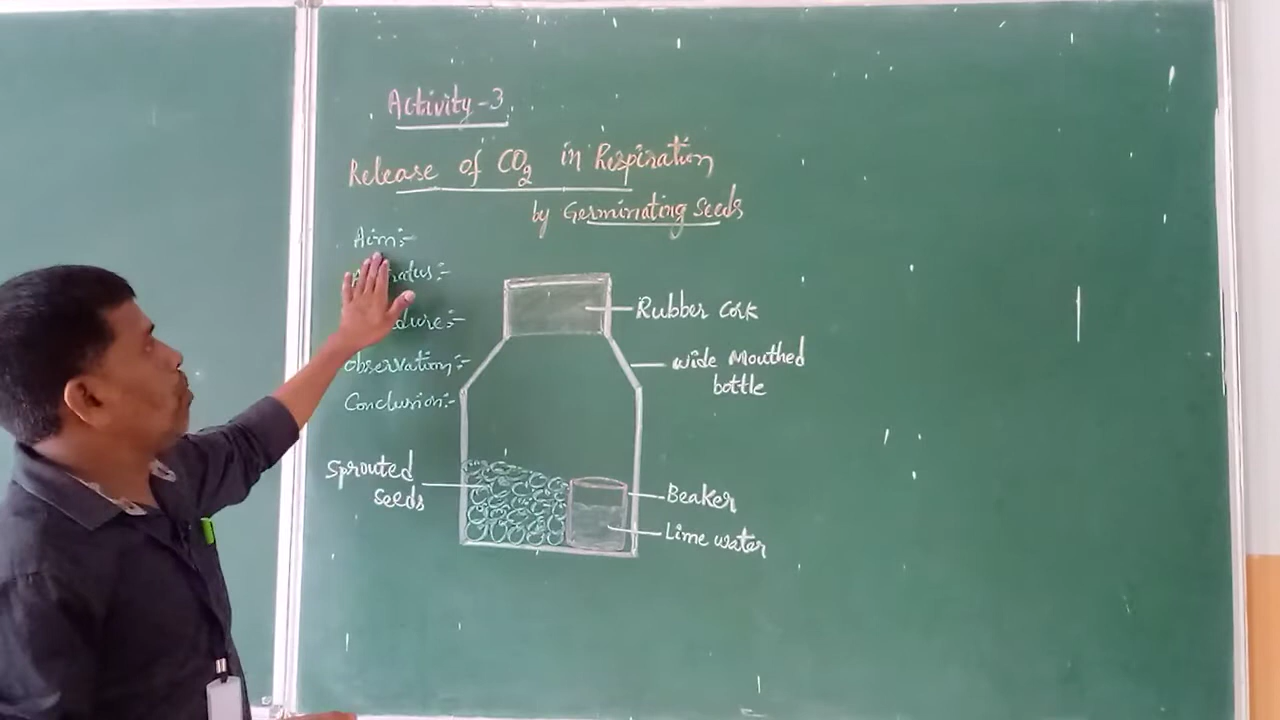 Activity-3
Release of CO2 in Respiration
by Germinating Seeds
Aim:-
Observation:-
Conclusion:-
Rubber Cork
Wide Mouthed
bottle
Sprouted
seeds
Beaker
Lime water